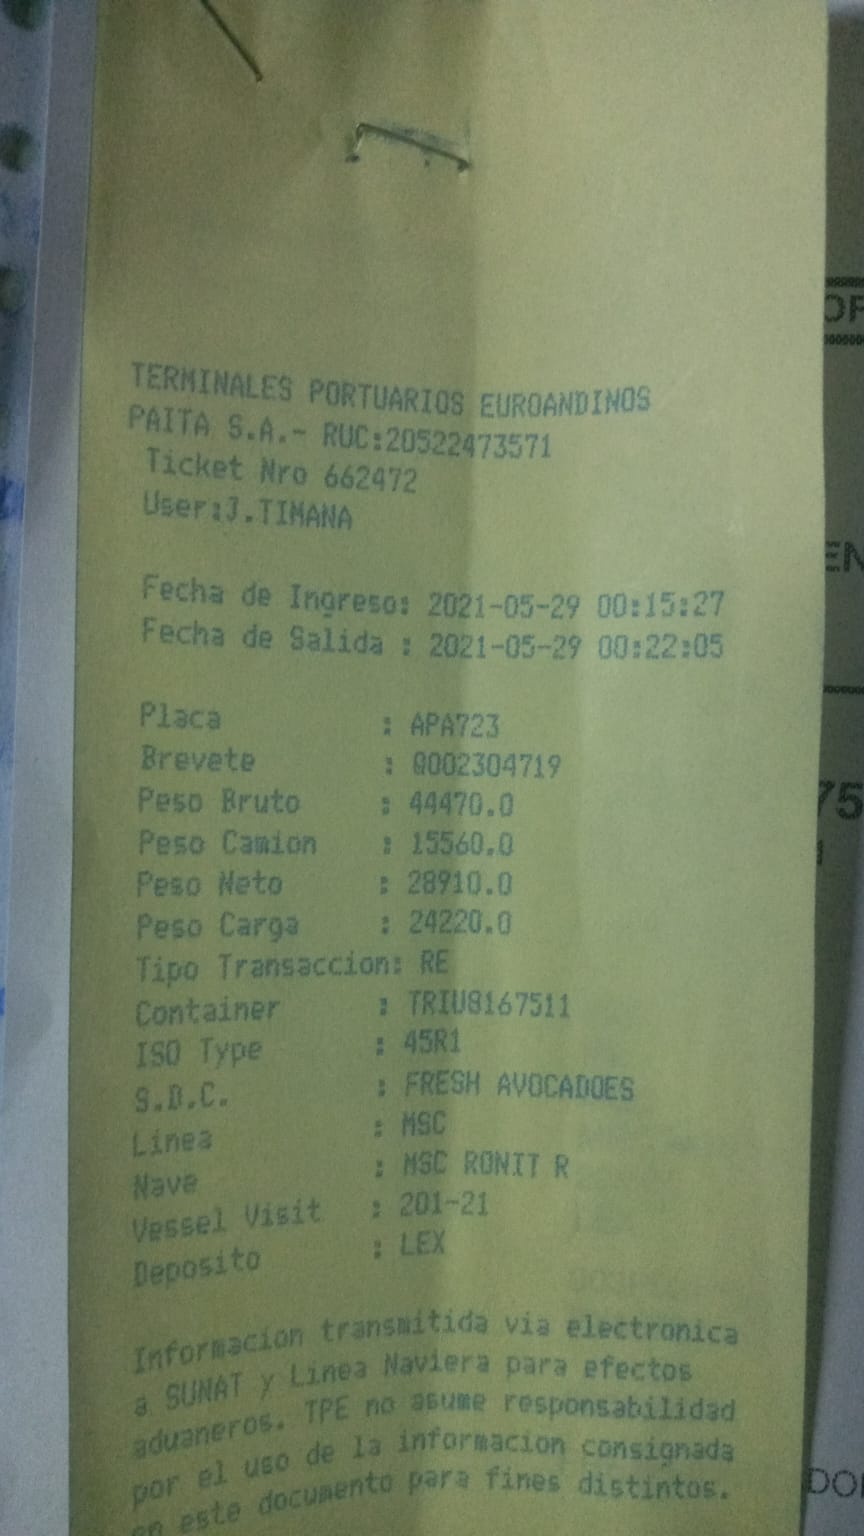 TERMINALES PORTUARIOS EUROANDINOS
PAITA S.A.- RUC:20522473571
Ticket Nro 662472
User:J.TIMANA
Fecha de Ingreso: 2021-05-29 00:15:27
Fecha de Salida : 2021-05-29 00:22:05
Placa : APA723
Brevete : Q002304719
Peso Bruto : 44470.0
Peso Camion : 15560.0
Peso Neto : 28910.0
Peso Carga : 24220.0
Tipo Transaccion: RE
Container : TRIU8167511
ISO Type : 45R1
S.D.C. : FRESH AVOCADOES
Linea : MSC
Nave : MSC RONIT R
Vessel Visit : 201-21
Deposito : LEX
Informacion transmitida via electronica
a SUNAT y Linea Naviera para efectos
aduaneros. TPE no asume responsabilidad
por el uso de la informacion consignada
en este documento para fines distintos.